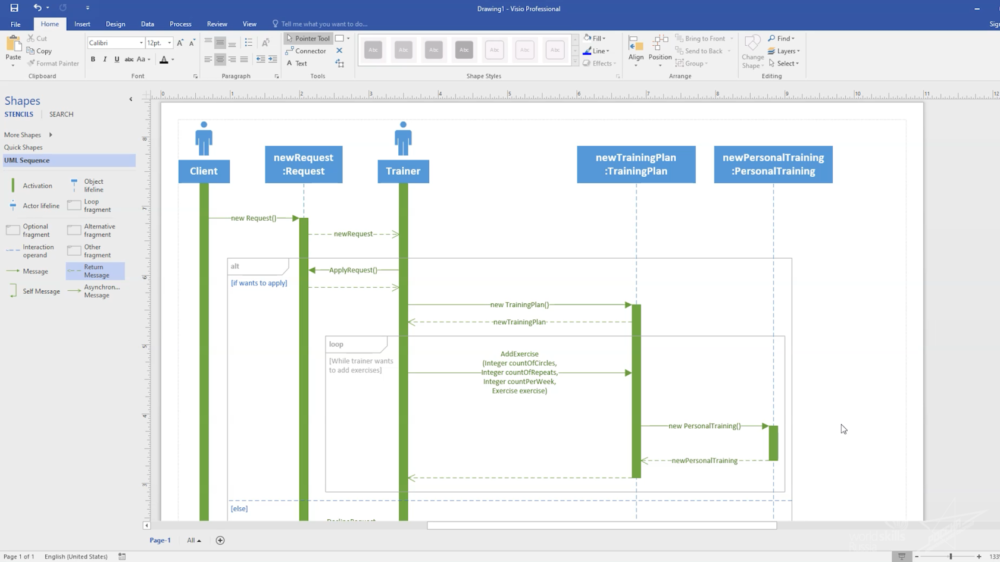 Drawing1 - Visio Professional
File
Home
Insert
Design
Data
Process
Review
View
Tell me what you want to do...
Paste
Cut
Copy
Format Painter
Clipboard
Calibri
12pt.
A
A
B
I
U
abc
Aa
A
Font
Paragraph
Pointer Tool
Connector
A Text
Tools
Abc
Abc
Abc
Abc
Abc
Abc
Abc
Shape Styles
Fill
Line
Effects
Align
Position
Bring to Front
Send to Back
Group
Arrange
Change
Shape
Find
Layers
Select
Editing
Shapes
STENCILS
SEARCH
More Shapes
Quick Shapes
UML Sequence
Activation
Object
lifeline
Actor lifeline
Loop
fragment
Optional
fragment
Alternative
fragment
Interaction
operand
Other
fragment
Message
Return
Message
Self Message
Asynchron...
Message
0 1 2 3 4 5 6 7 8 9 10 11 12
8
7
6
5
4
3
Client
newRequest
:Request
Trainer
newTrainingPlan
:TrainingPlan
newPersonalTraining
:PersonalTraining
new Request()
newRequest
alt
[if wants to apply]
ApplyRequest()
new TrainingPlan()
newTrainingPlan
loop
[While trainer wants
to add exercises]
AddExercise
(Integer countOfCircles,
Integer countOfRepeats,
Integer countPerWeek,
Exercise exercise)
new PersonalTraining()
newPersonalTraining
[else]
Page-1
All
Page 1 of 1
English (United States)
worldskills
Russia